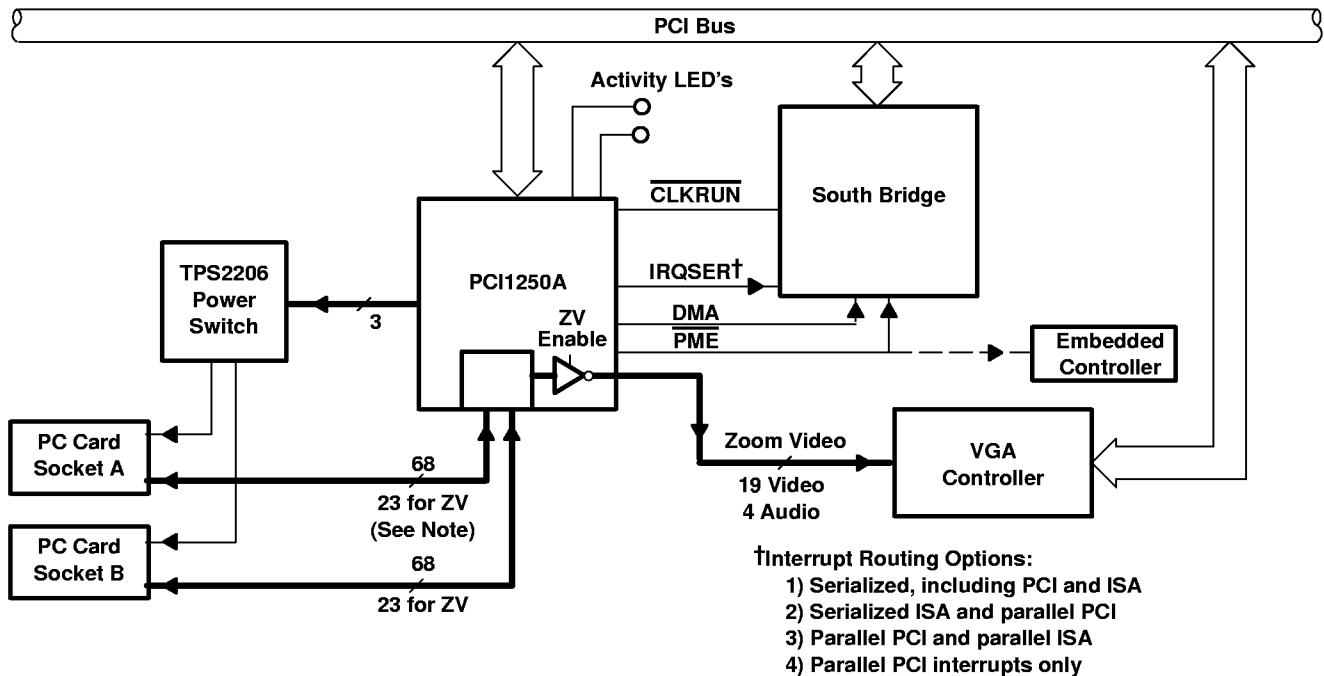 PCI Bus
Activity LED's
CLKRUN
South Bridge
TPS2206
Power
Switch
3
PCI1250A
IRQSER†
DMA
PME
ZV
Enable
Embedded
Controller
PC Card
Socket A
68
23 for ZV
(See Note)
PC Card
Socket B
68
23 for ZV
Zoom Video
19 Video
4 Audio
VGA
Controller
†Interrupt Routing Options:
1) Serialized, including PCI and ISA
2) Serialized ISA and parallel PCI
3) Parallel PCI and parallel ISA
4) Parallel PCI interrupts only